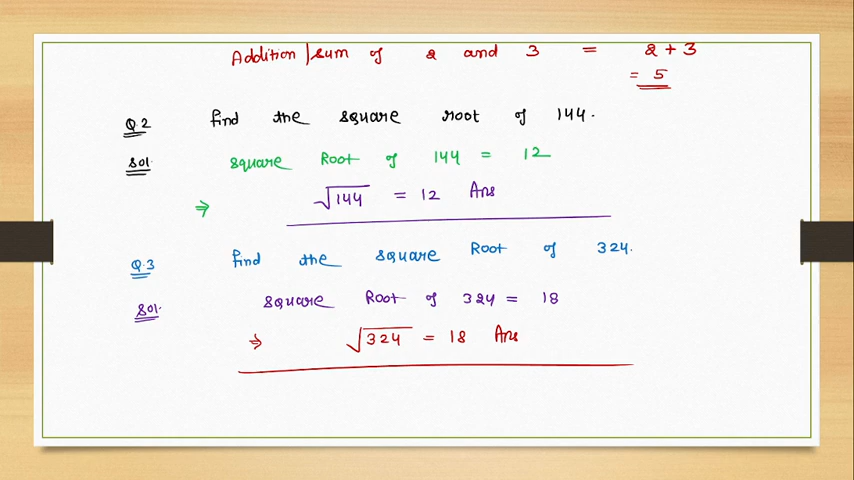 Addition/sum of 2 and 3 = 2+3
= 5
Q.2 find the square root of 144.
Sol. Square Root of 144 = 12
⇒ √144 = 12 Ans
Q.3 find the square Root of 324.
Sol. square Root of 324 = 18
⇒ √324 = 18 Ans